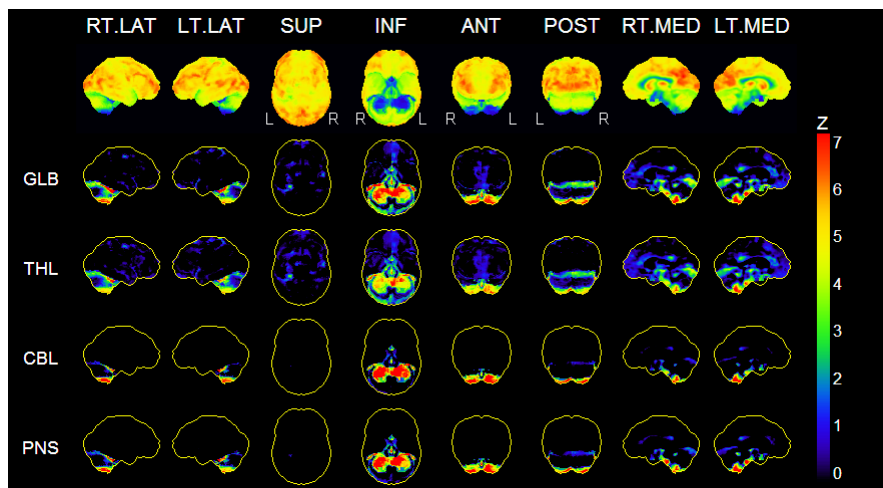 RT.LAT LT.LAT SUP INF ANT POST RT.MED LT.MED
L R R L R L L R
Z
7
GLB
6
5
THL
4
3
CBL
2
1
PNS
0